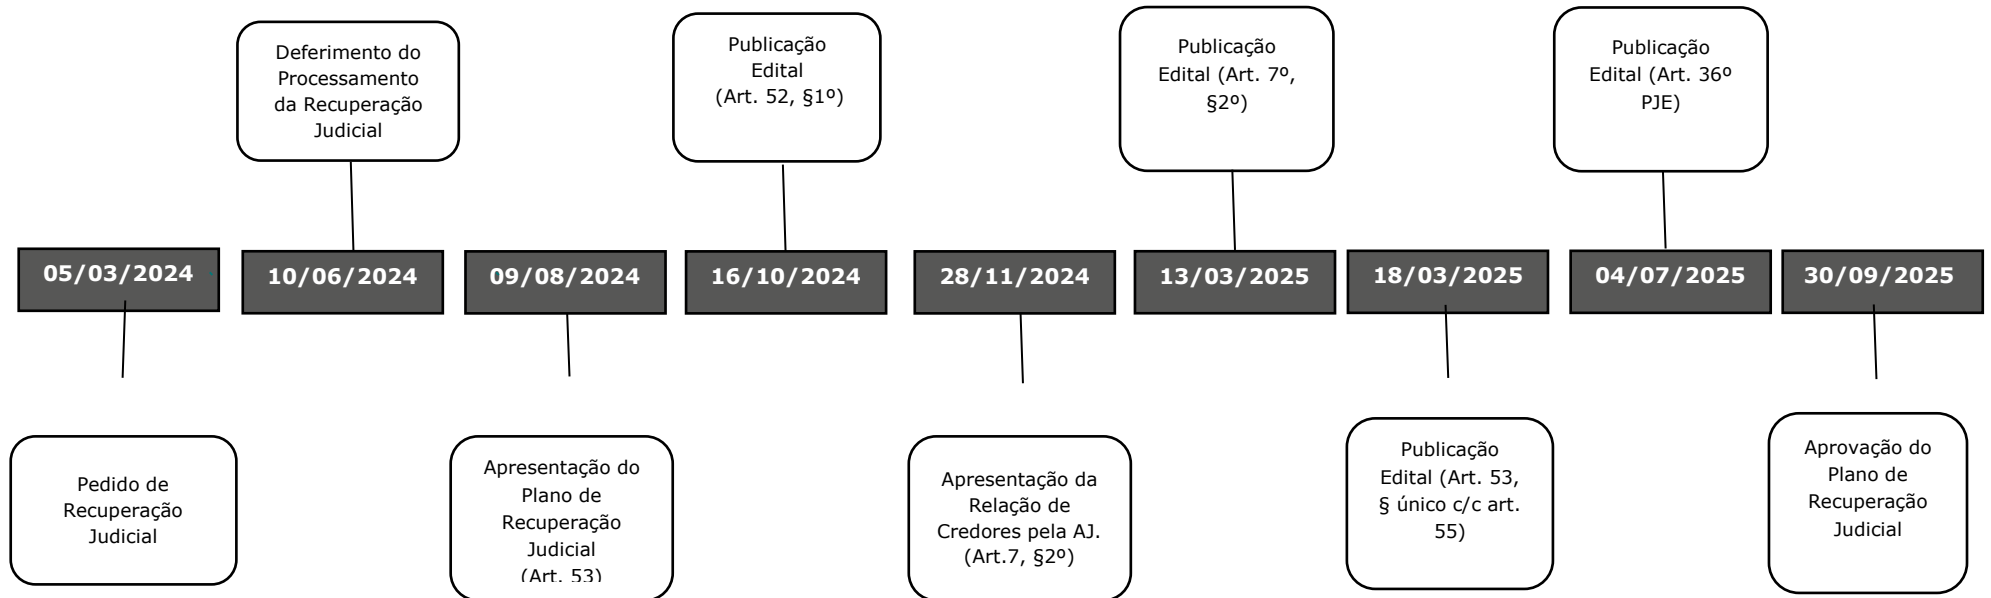 Deferimento do
Processamento
da Recuperação
Judicial
Publicação
Edital
(Art. 52, §1º)
Publicação
Edital (Art. 7º,
§2º)
Publicação
Edital (Art. 36º
PJE)
05/03/2024
10/06/2024
09/08/2024
16/10/2024
28/11/2024
13/03/2025
18/03/2025
04/07/2025
30/09/2025
Pedido de
Recuperação
Judicial
Apresentação do
Plano de
Recuperação
Judicial
(Art. 53)
Apresentação da
Relação de
Credores pela AJ.
(Art.7, §2º)
Publicação
Edital (Art. 53,
§ único c/c art.
55)
Aprovação do
Plano de
Recuperação
Judicial